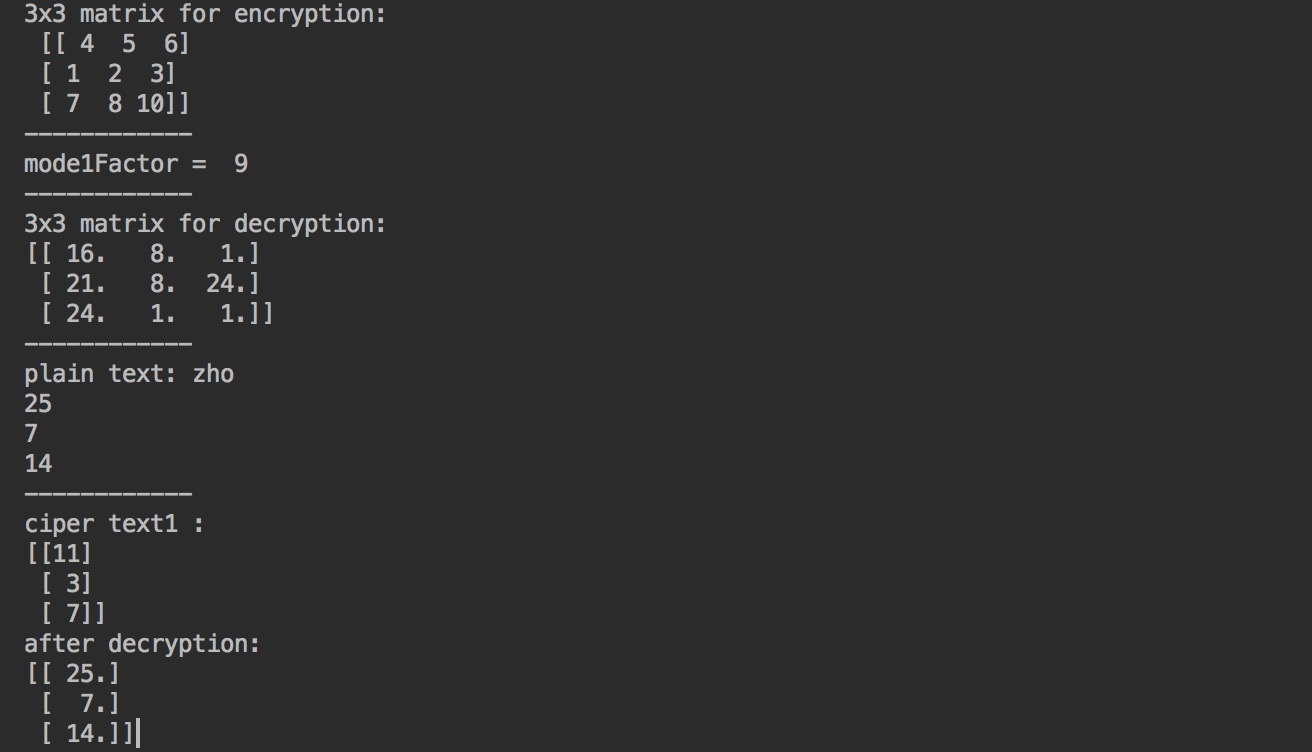 3x3 matrix for encryption:
 [[ 4  5  6]
 [ 1  2  3]
 [ 7  8 10]]
------------
mode1Factor =  9
------------
3x3 matrix for decryption:
[[ 16.   8.   1.]
 [ 21.   8.  24.]
 [ 24.   1.   1.]]
------------
plain text: zho
25
7
14
------------
ciper text1 :
[[11]
 [ 3]
 [ 7]]
after decryption:
[[ 25.]
 [  7.]
 [ 14.]]